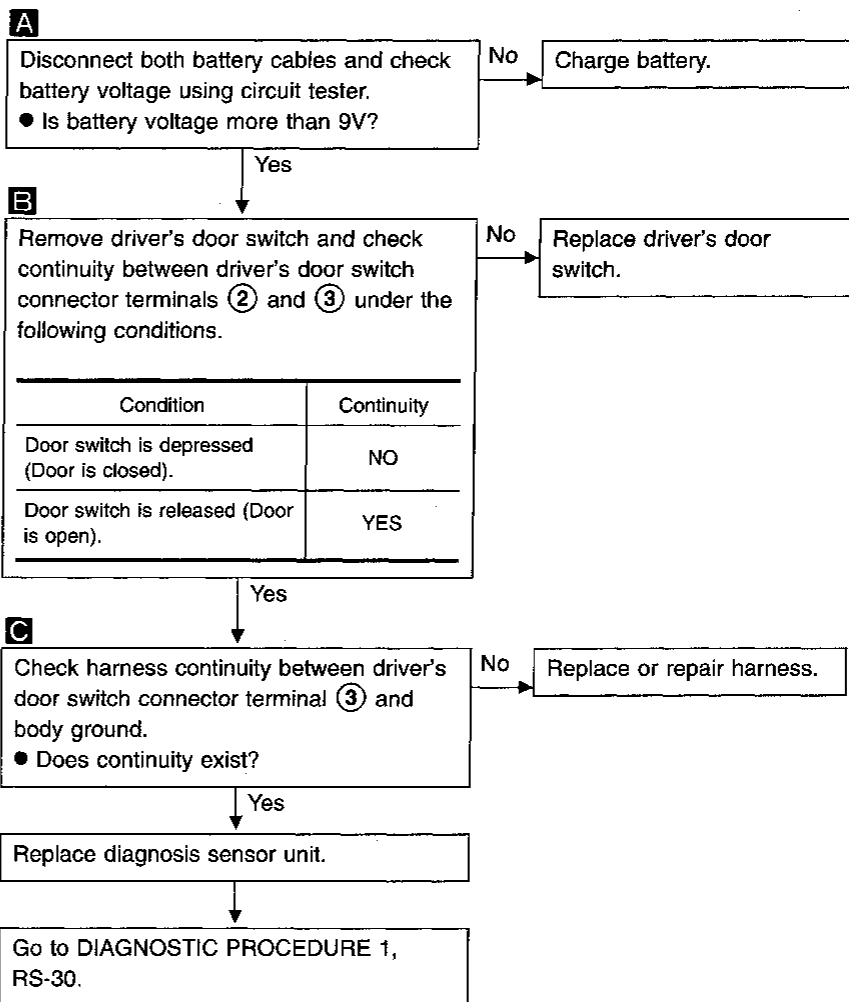 A
Disconnect both battery cables and check
battery voltage using circuit tester.
● Is battery voltage more than 9V?
No
Charge battery.
Yes
B
Remove driver's door switch and check
continuity between driver's door switch
connector terminals ② and ③ under the
following conditions.
Condition Continuity
Door switch is depressed
(Door is closed).
NO
Door switch is released (Door
is open).
YES
No
Replace driver's door
switch.
Yes
C
Check harness continuity between driver's
door switch connector terminal ③ and
body ground.
● Does continuity exist?
No
Replace or repair harness.
Yes
Replace diagnosis sensor unit.
Go to DIAGNOSTIC PROCEDURE 1,
RS-30.